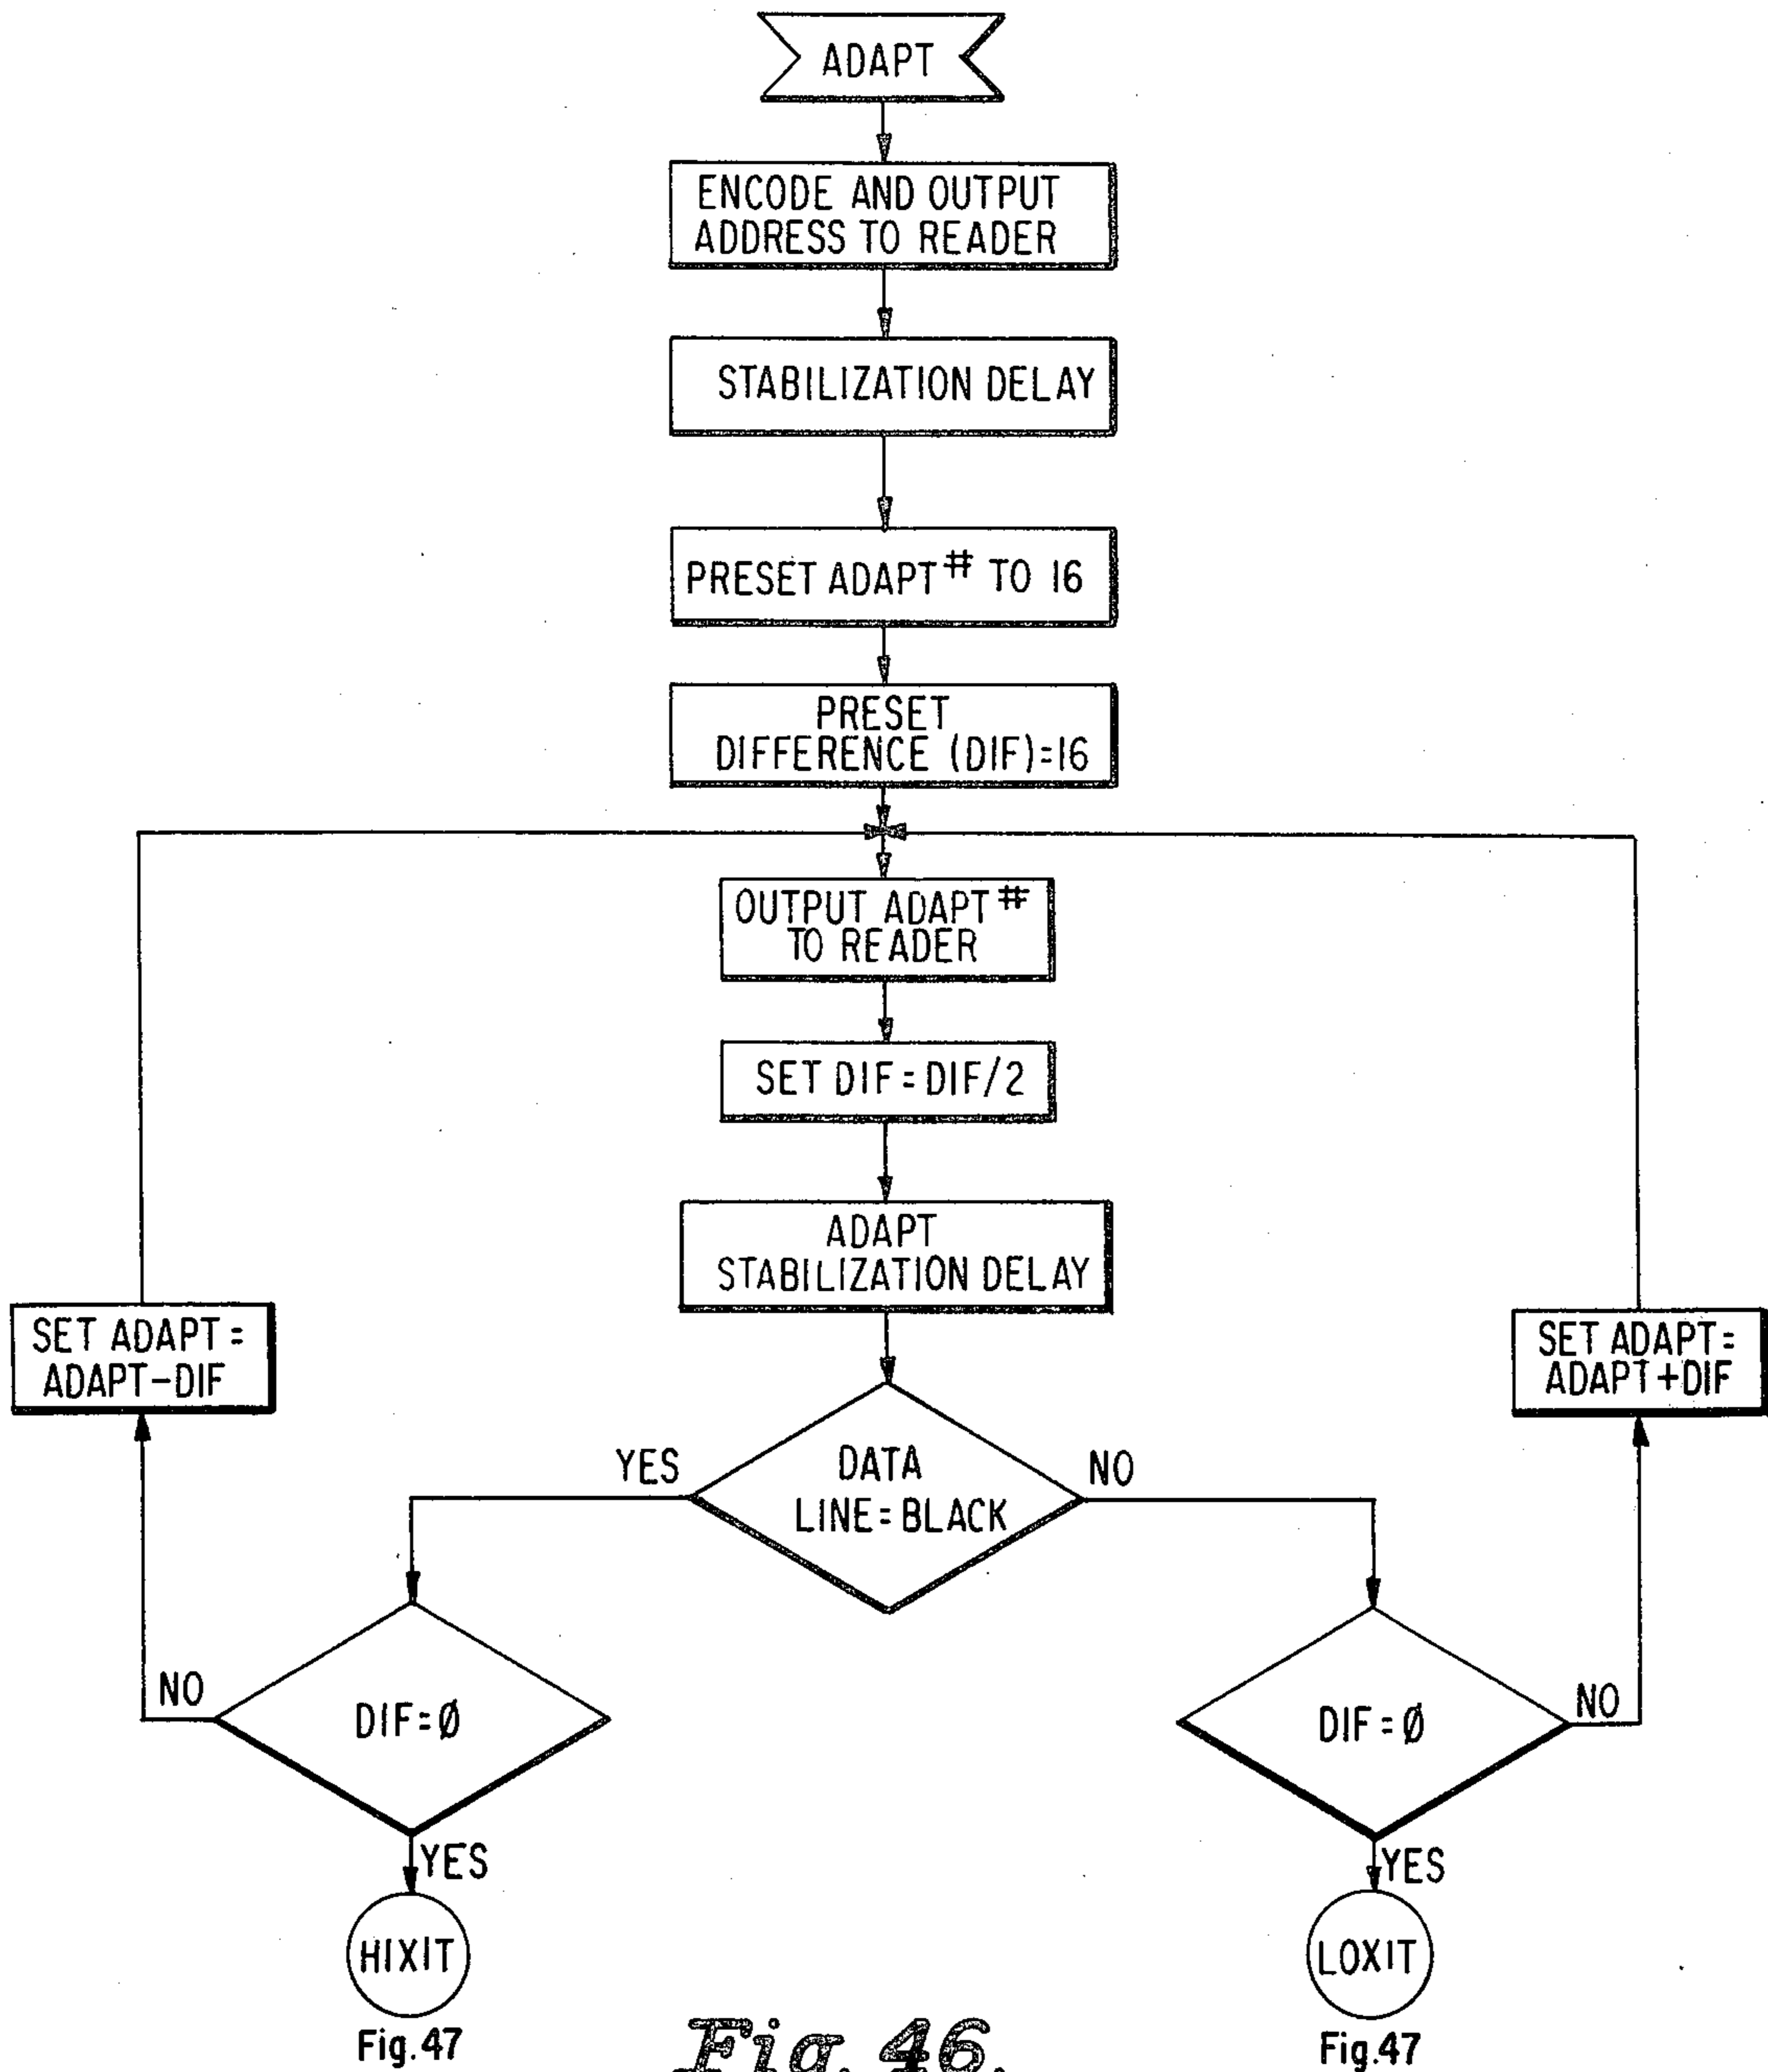 ADAPT
ENCODE AND OUTPUT
ADDRESS TO READER
STABILIZATION DELAY
PRESET ADAPT # TO 16
PRESET
DIFFERENCE (DIF)=16
OUTPUT ADAPT #
TO READER
SET DIF = DIF/2
ADAPT
STABILIZATION DELAY
SET ADAPT =
ADAPT-DIF
SET ADAPT =
ADAPT+DIF
YES
DATA
LINE = BLACK
NO
NO
DIF = Ø
DIF = Ø
NO
YES
YES
HIXIT
LOXIT
Fig.47
Fig.47
Fig. 46.